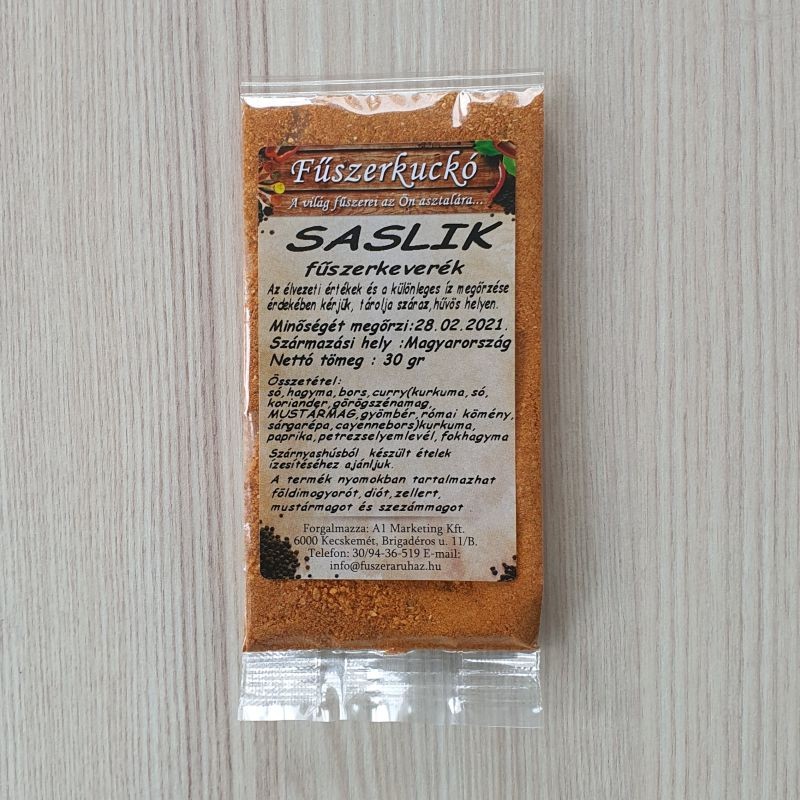 Fűszerkuckó
A világ fűszerei az Ön asztalára...
SASLIK
fűszerkeverék
Az élvezeti értékek és a különleges íz megőrzése
érdekében kérjük, tárolja száraz,hűvös helyen.
Minőségét megőrzi:28.02.2021.
Származási hely :Magyarország
Nettó tömeg : 30 gr
Összetétel:
só,hagyma,bors,curry(kurkuma,só,
koriander,görögszénamag,
MUSTÁRMAG,gyömbér,római kömény,
sárgarépa,cayennebors)kurkuma,
paprika,petrezselyemlevél,fokhagyma
Szárnyashúsból készült ételek
ízesítéséhez ajánljuk.
A termék nyomokban tartalmazhat
földimogyorót,diót,zellert,
mustármagot és szezámmagot .
Forgalmazza: A1 Marketing Kft.
6000 Kecskemét, Brigadéros u. 11/B.
Telefon: 30/94-36-519 E-mail:
info@fuszeraruhaz.hu